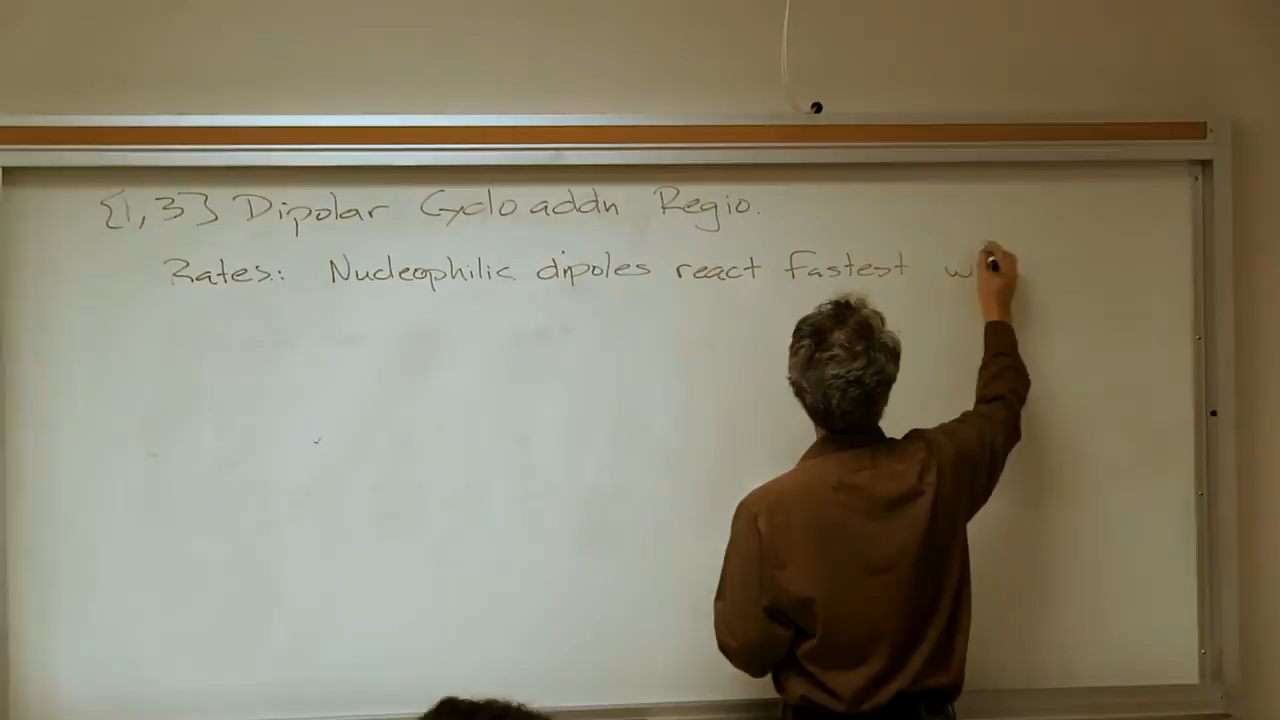 {1,3} Dipolar Cycloaddn Regio.
Rates: Nucleophilic dipoles react fastest w